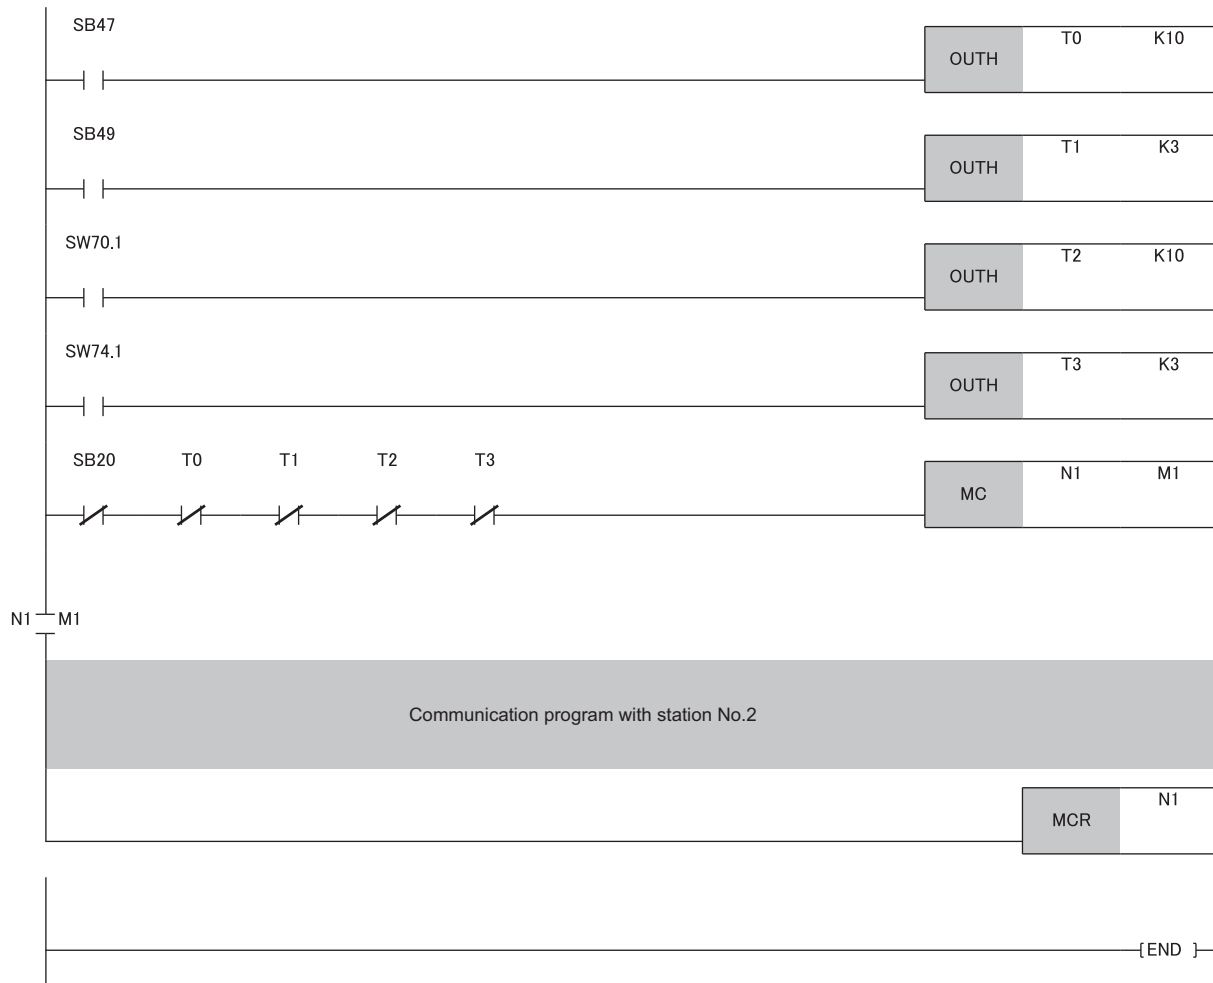 SB47
OUTH T0 K10
SB49
OUTH T1 K3
SW70.1
OUTH T2 K10
SW74.1
OUTH T3 K3
SB20 T0 T1 T2 T3
MC N1 M1
N1 M1
Communication program with station No.2
MCR N1
[END ]